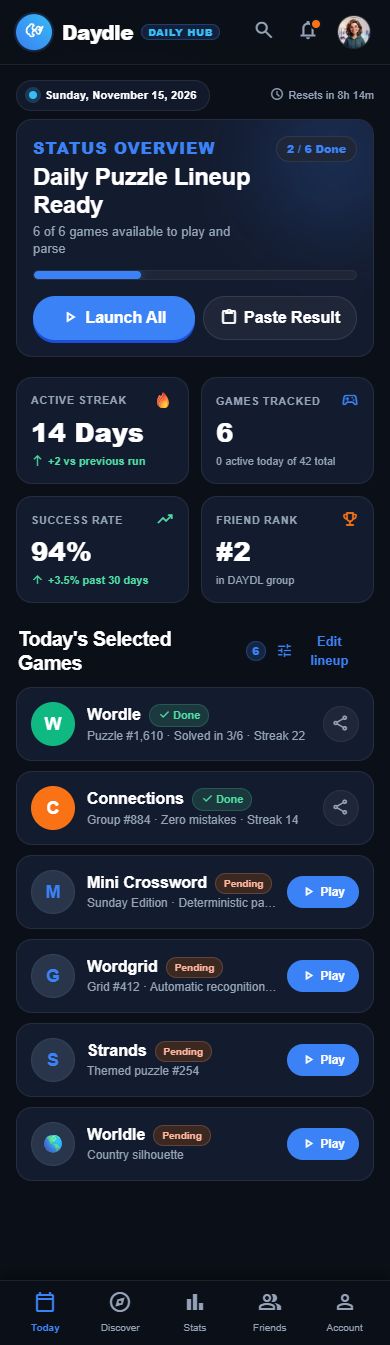 Daydle
DAILY HUB
Sunday, November 15, 2026
Resets in 8h 14m
STATUS OVERVIEW
2 / 6 Done
Daily Puzzle Lineup
Ready
6 of 6 games available to play and
parse
Launch All
Paste Result
ACTIVE STREAK
14 Days
+2 vs previous run
GAMES TRACKED
6
0 active today of 42 total
SUCCESS RATE
94%
+3.5% past 30 days
FRIEND RANK
#2
in DAYDL group
Today's Selected
Games
6
Edit
lineup
W
Wordle
Done
Puzzle #1,610 · Solved in 3/6 · Streak 22
C
Connections
Done
Group #884 · Zero mistakes · Streak 14
M
Mini Crossword
Pending
Sunday Edition · Deterministic pa...
Play
G
Wordgrid
Pending
Grid #412 · Automatic recognition...
Play
S
Strands
Pending
Themed puzzle #254
Play
Worldle
Pending
Country silhouette
Play
Today
Discover
Stats
Friends
Account